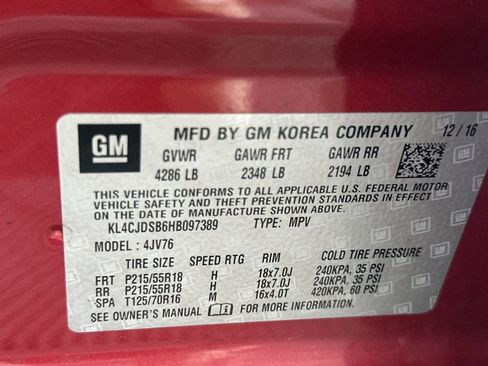 GM MFD BY GM KOREA COMPANY 12/16
GVWR GAWR FRT GAWR RR
4286 LB 2348 LB 2194 LB
THIS VEHICLE CONFORMS TO ALL APPLICABLE U.S. FEDERAL MOTOR
VEHICLE SAFETY AND THEFT PREVENTION STANDARDS IN EFFECT
ON THE DATE OF MANUFACTURE SHOWN ABOVE.
KL4CJDSB6HB097389 TYPE: MPV
MODEL: 4JV76
TIRE SIZE SPEED RTG RIM COLD TIRE PRESSURE
FRT P215/55R18 H 18x7.0J 240KPA, 35 PSI
RR P215/55R18 H 18x7.0J 240KPA, 35 PSI
SPA T125/70R16 M 16x4.0T 420KPA, 60 PSI
SEE OWNER'S MANUAL FOR MORE INFORMATION.